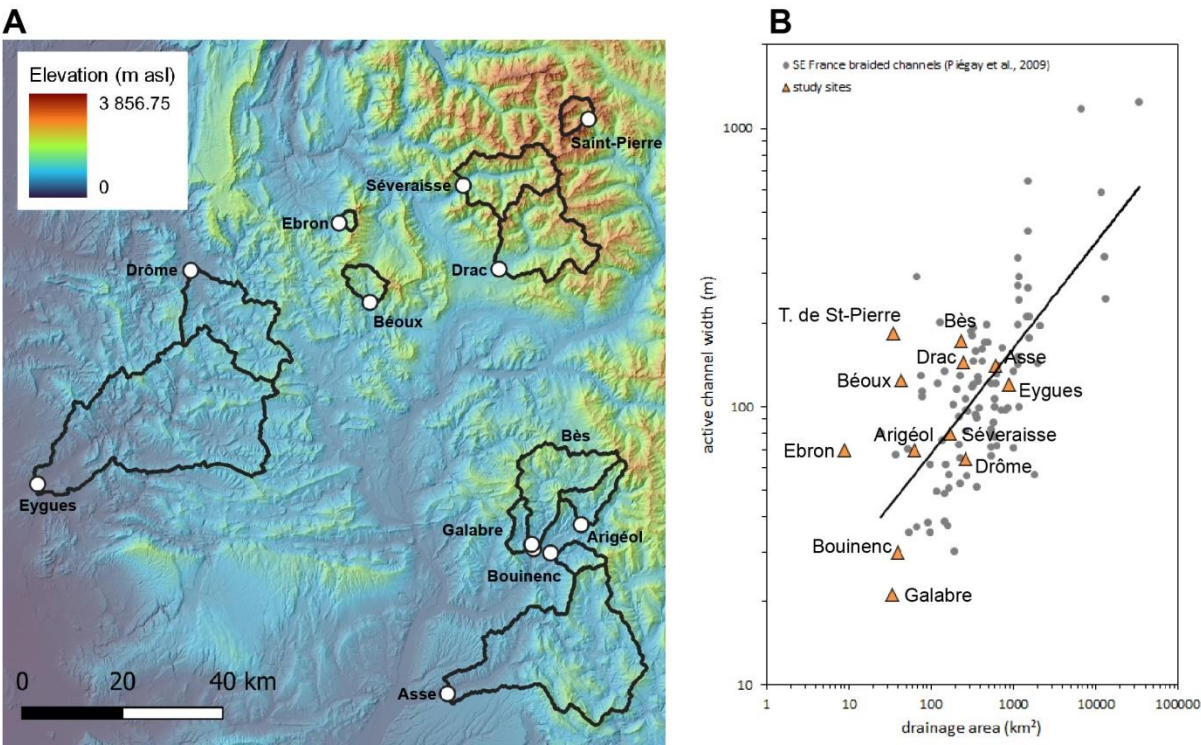 A
Elevation (m asl)
3 856.75
0
Saint-Pierre
Séveraisse
Ebron
Drôme
Drac
Béoux
Bès
Eygues
Galabre
Arigéol
Bouinenc
Asse
0 20 40 km
B
SE France braided channels (Piégay et al., 2009)
study sites
active channel width (m)
1000
100
10
T. de St-Pierre
Bès
Drac
Asse
Béoux
Eygues
Arigéol
Séveraisse
Ebron
Drôme
Bouinenc
Galabre
1 10 100 1000 10000 100000
drainage area (km²)